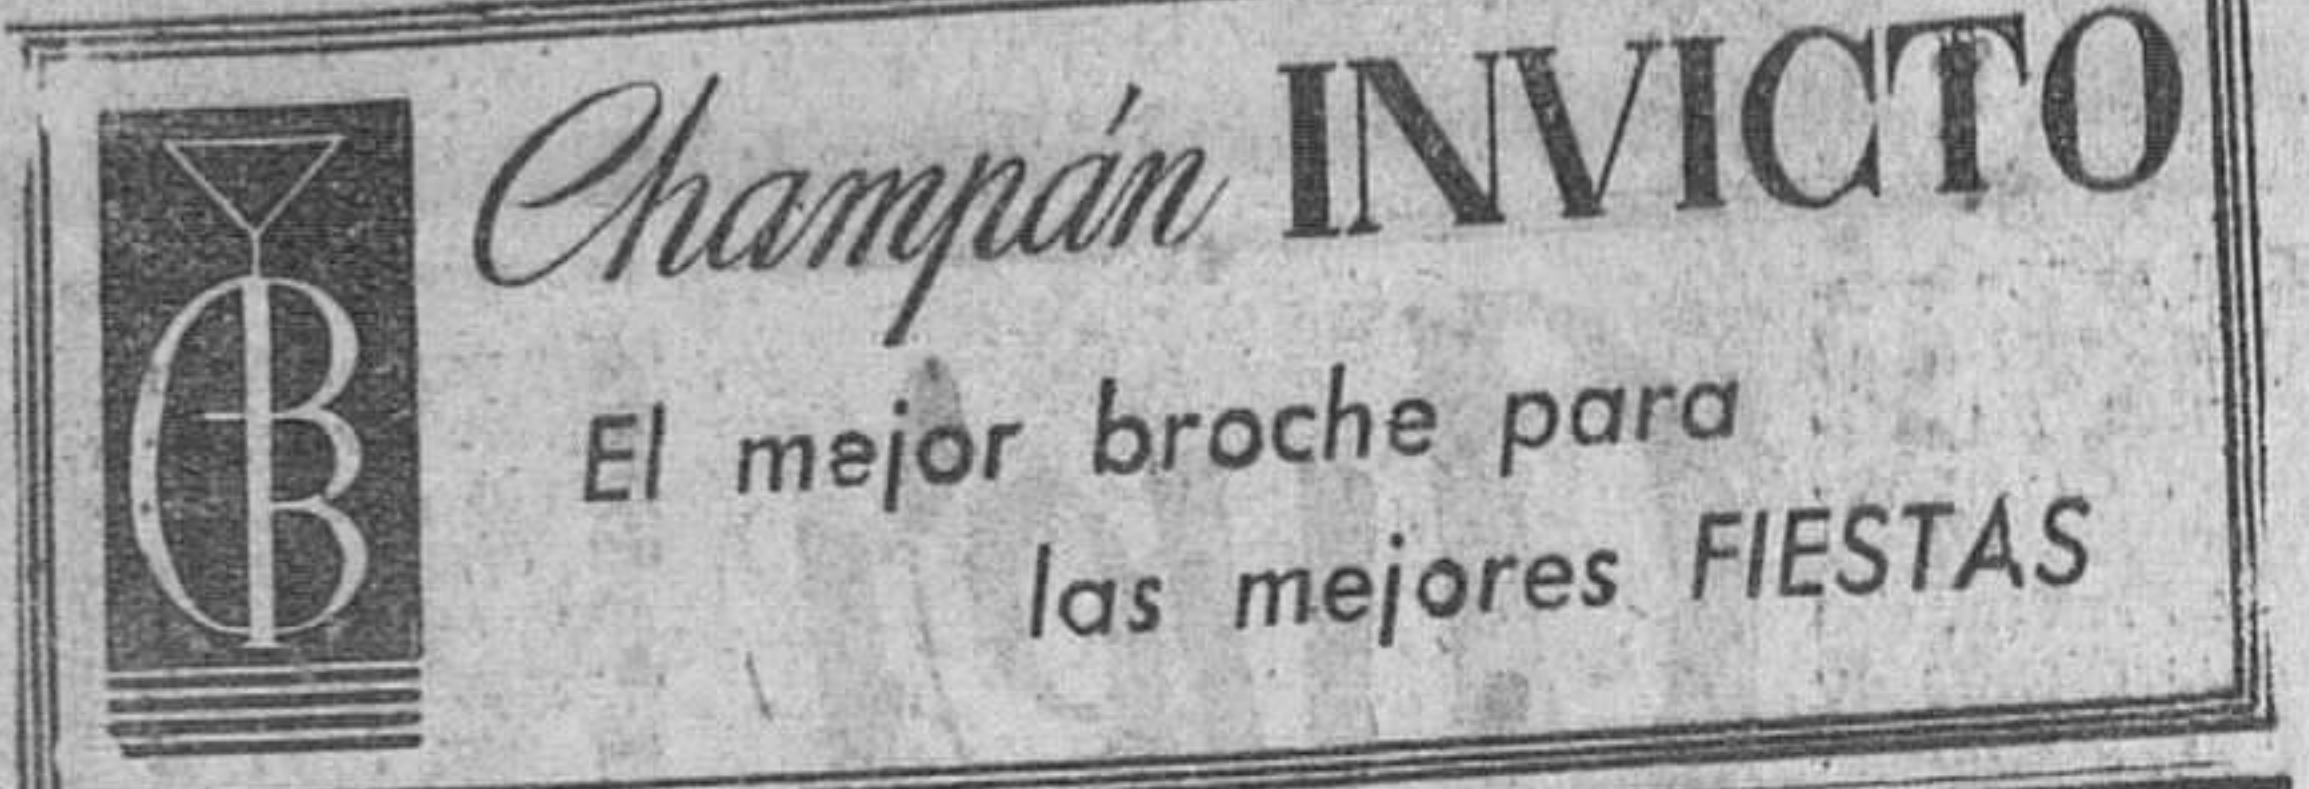 Champán INVICTO
El mejor broche para
las mejores FIESTAS